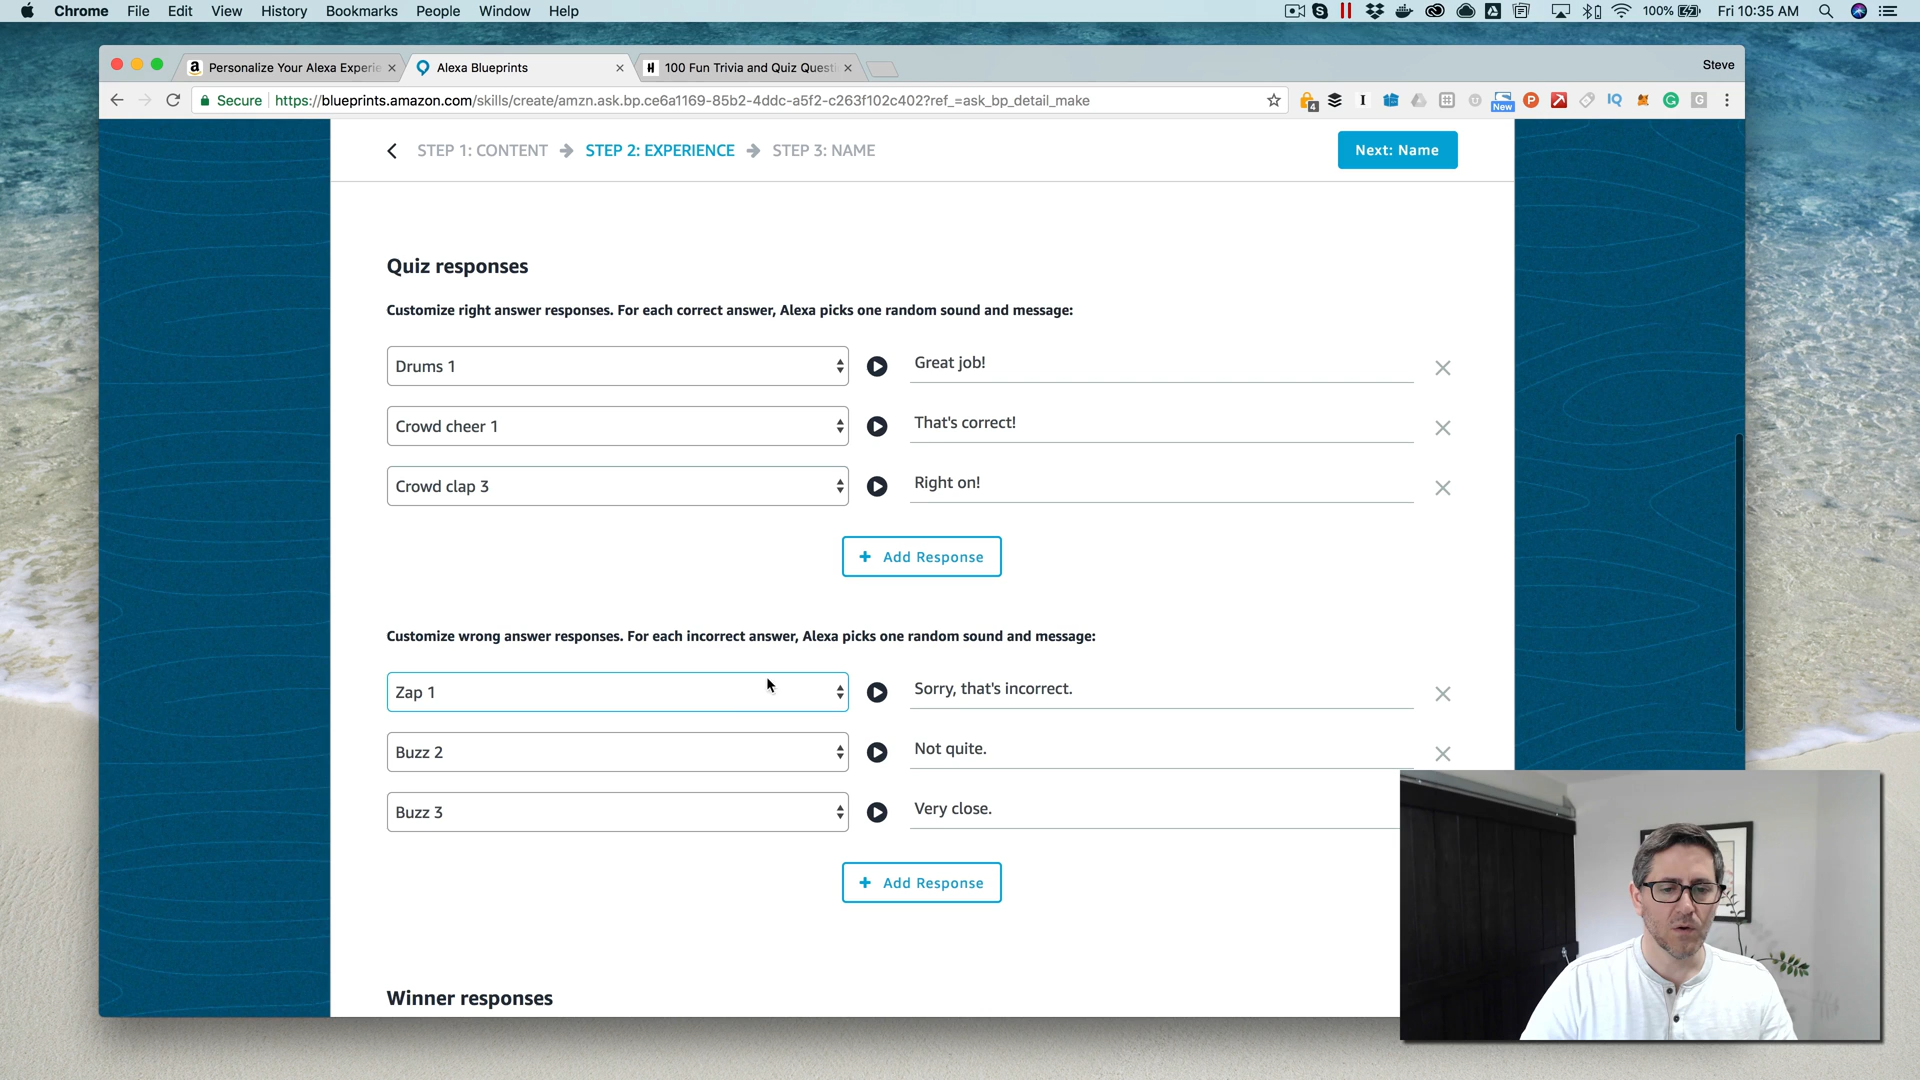 Chrome File Edit View History Bookmarks People Window Help 100% Fri 10:35 AM
Personalize Your Alexa Experie Alexa Blueprints 100 Fun Trivia and Quiz Questi Steve
Secure https://blueprints.amazon.com/skills/create/amzn.ask.bp.ce6a1169-85b2-4ddc-a5f2-c263f102c402?ref_=ask_bp_detail_make
STEP 1: CONTENT STEP 2: EXPERIENCE STEP 3: NAME Next: Name
Quiz responses
Customize right answer responses. For each correct answer, Alexa picks one random sound and message:
Drums 1 Great job!
Crowd cheer 1 That's correct!
Crowd clap 3 Right on!
+ Add Response
Customize wrong answer responses. For each incorrect answer, Alexa picks one random sound and message:
Zap 1 Sorry, that's incorrect.
Buzz 2 Not quite.
Buzz 3 Very close.
+ Add Response
Winner responses